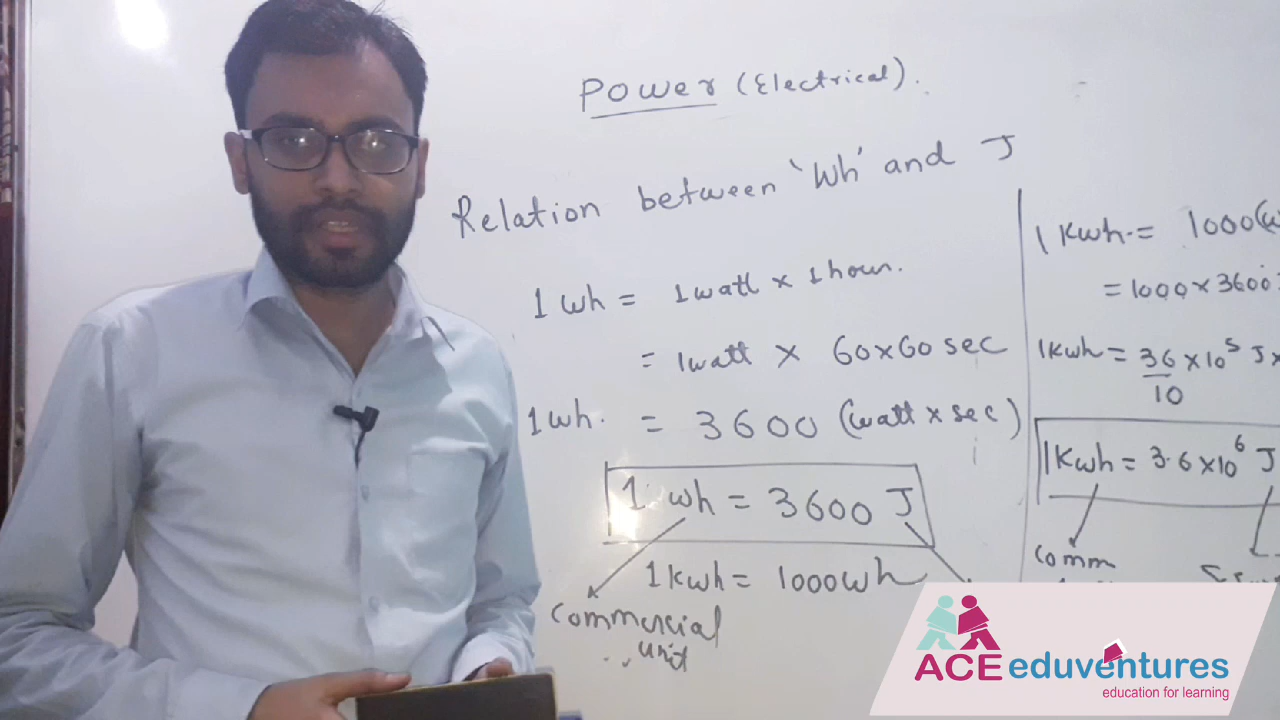 Power (Electrical).
Relation between 'Wh' and J
1 wh = 1 watt x 1 hour.
= 1 watt x 60x60 sec
1 wh. = 3600 (watt x sec)
1 wh = 3600 J
1 Kwh = 1000 wh
Commercial
unit
1 Kwh = 1000(
= 1000 x 3600
1 Kwh = 36 x 10^5 J x
10
1 Kwh = 3.6 x 10^6 J
Comm
ACE eduventures
education for learning